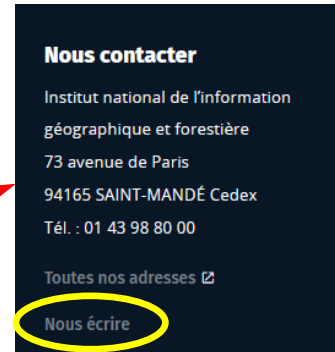 Nous contacter
Institut national de l'information
géographique et forestière
73 avenue de Paris
94165 SAINT-MANDÉ Cedex
Tél. : 01 43 98 80 00
Toutes nos adresses
Nous écrire